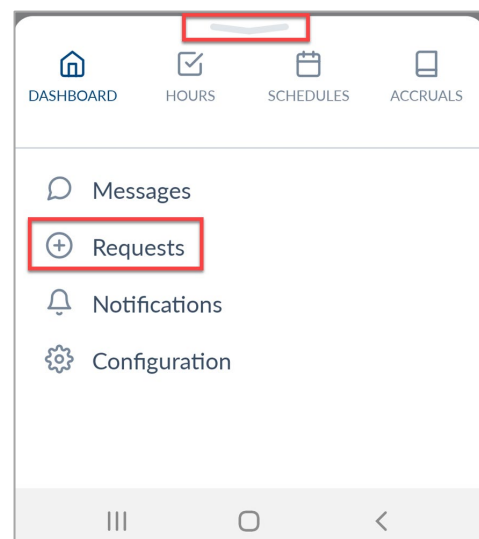 DASHBOARD HOURS SCHEDULES ACCRUALS
Messages
Requests
Notifications
Configuration